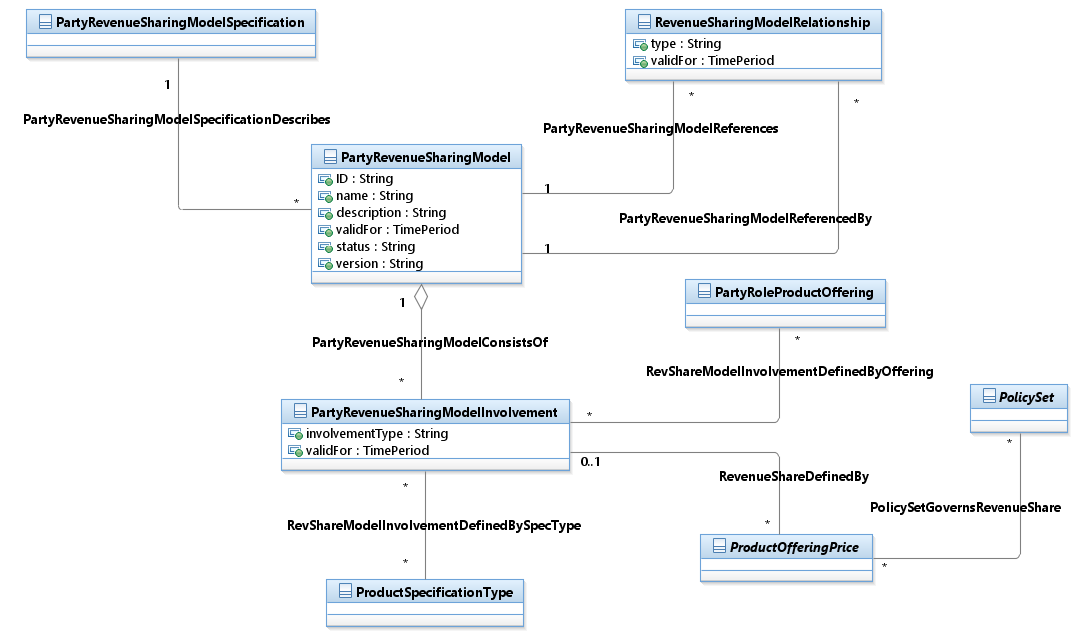 PartyRevenueSharingModelSpecification
RevenueSharingModelRelationship
type : String
validFor : TimePeriod
1
*
*
PartyRevenueSharingModelSpecificationDescribes
PartyRevenueSharingModelReferences
PartyRevenueSharingModel
ID : String
name : String
description : String
validFor : TimePeriod
status : String
version : String
*
1
PartyRevenueSharingModelReferencedBy
1
1
PartyRoleProductOffering
*
PartyRevenueSharingModelConsistsOf
RevShareModelInvolvementDefinedByOffering
*
PolicySet
PartyRevenueSharingModelInvolvement
involvementType : String
validFor : TimePeriod
*
*
0..1
RevenueShareDefinedBy
*
PolicySetGovernsRevenueShare
RevShareModelInvolvementDefinedBySpecType
*
ProductOfferingPrice
*
*
ProductSpecificationType